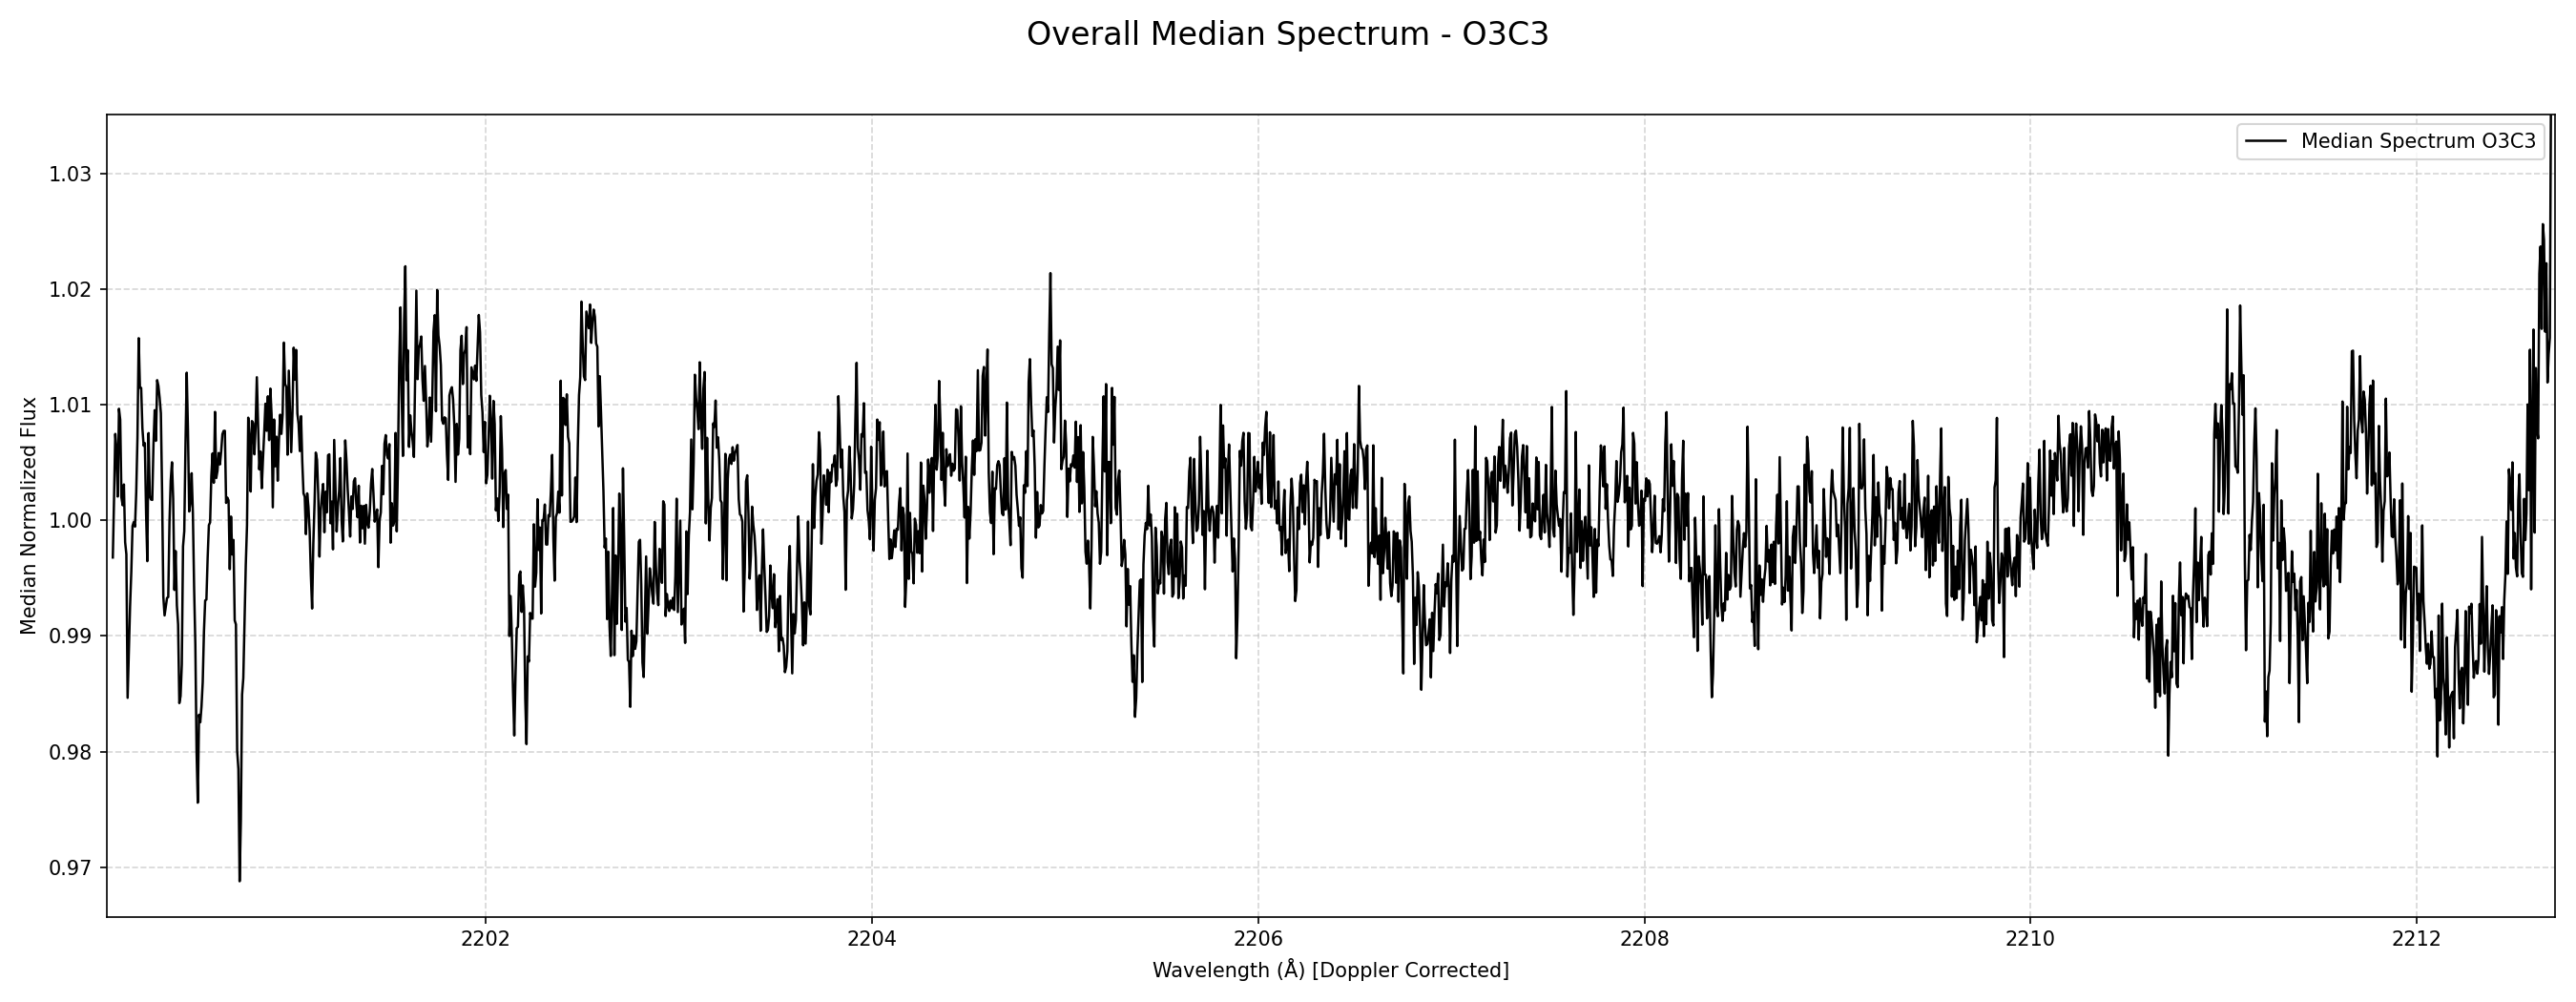 Overall Median Spectrum - O3C3
Median Spectrum O3C3
1.03
1.02
1.01
1.00
0.99
0.98
0.97
Median Normalized Flux
2202 2204 2206 2208 2210 2212
Wavelength (Å) [Doppler Corrected]